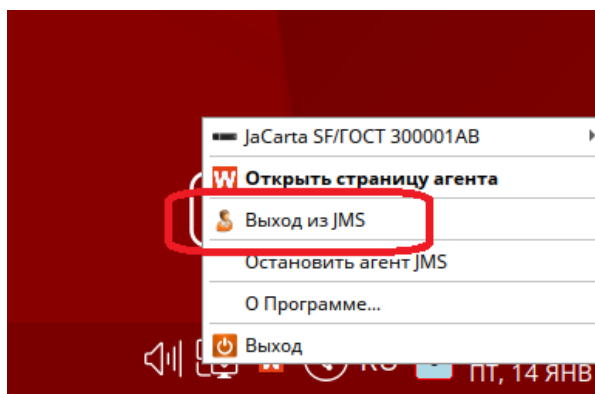 JaCarta SF/ГОСТ 300001AB
W Открыть страницу агента
Выход из JMS
Остановить агент JMS
О Программе...
Выход
ПТ, 14 ЯНВ